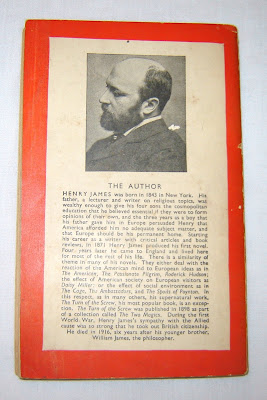 THE AUTHOR
HENRY JAMES was born in 1843 in New York. His
father, a lecturer and writer on religious topics, was
wealthy enough to give his four sons the cosmopolitan
education that he believed essential if they were to form
opinions of their own, and the three years as a boy that
his father gave him in Europe persuaded Henry that
America afforded him no adequate subject matter, and
that Europe should be his permanent home. Starting
his career as a writer with critical articles and book
reviews, in 1871 Henry James produced his first novel.
Four years later he came to England and lived here
for most of the rest of his life. There is a similarity of
theme in many of his novels. They either deal with the
reaction of the American mind to European ideas as in
The American, The Passionate Pilgrim, Roderick Hudson;
the effect of American society on European visitors as
Daisy Miller: or the effect of social environment as in
The Cage, The Ambassadors, and The Spoils of Poynton. In
this respect, as in many others, his supernatural work,
The Turn of the Screw, his most popular book, is an exception.
The Turn of the Screw was published in 1898 as part
of a collection called The Two Magics. During the first
World War, Henry James's sympathy with the Allied
cause was so strong that he took out British citizenship.
He died in 1916, six years after his younger brother,
William James, the philosopher.